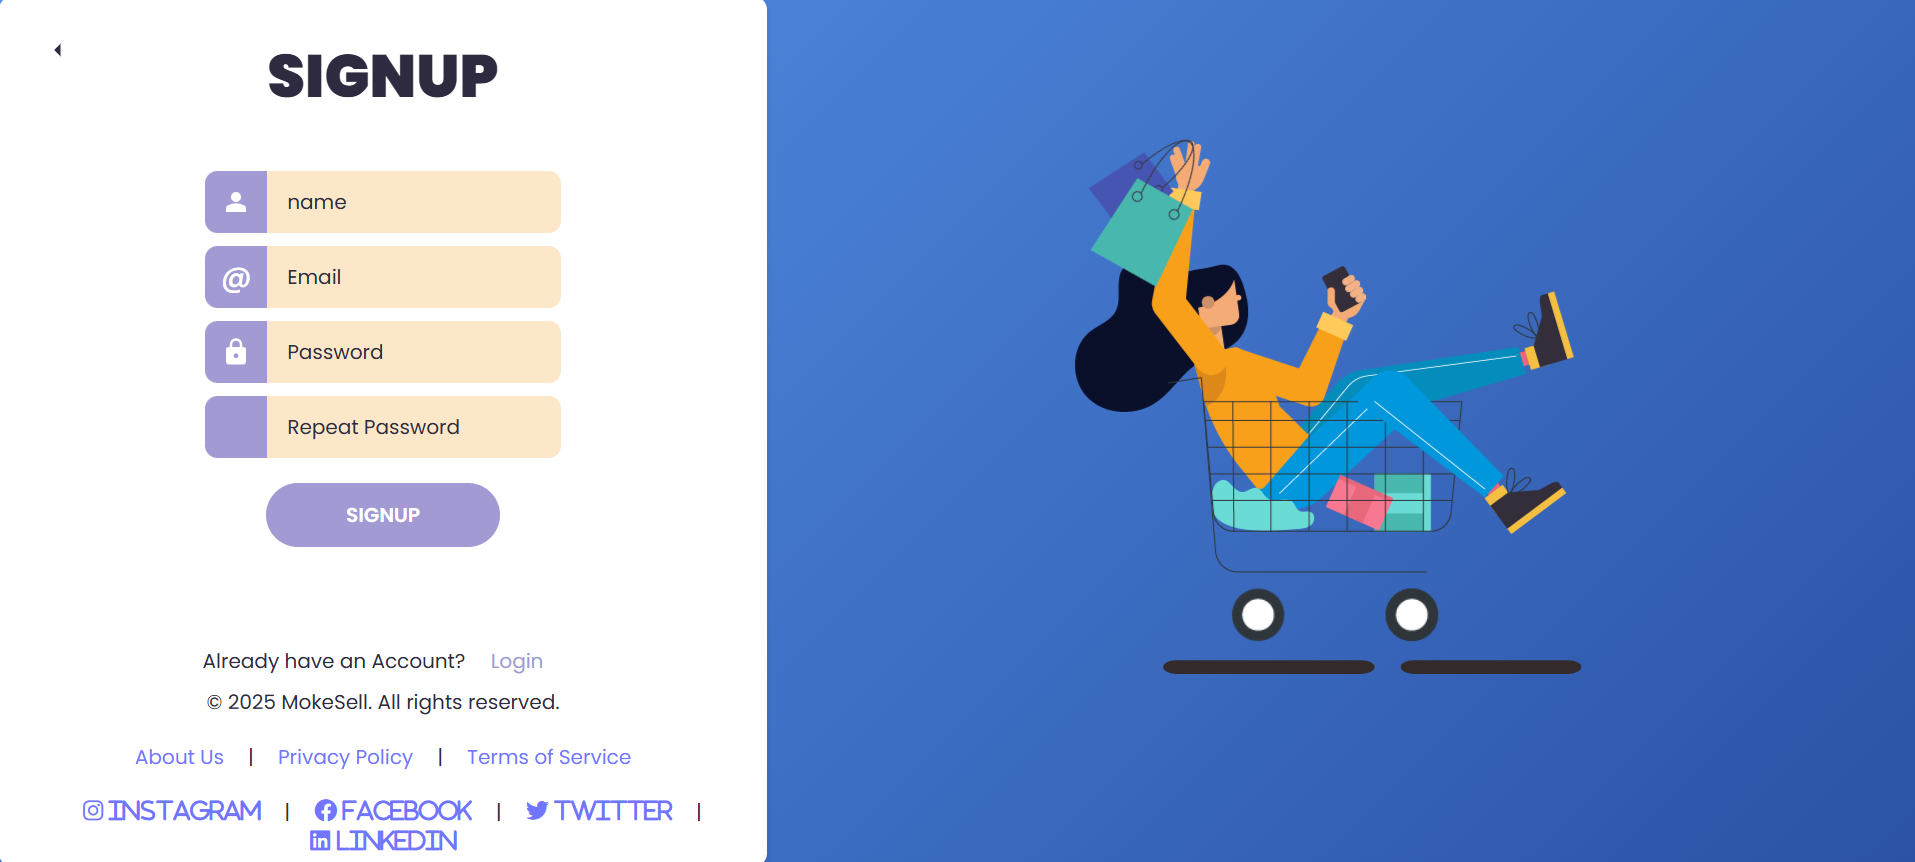 SIGNUP
name
@ Email
Password
Repeat Password
SIGNUP
Already have an Account? Login
© 2025 MokeSell. All rights reserved.
About Us | Privacy Policy | Terms of Service
INSTAGRAM | FACEBOOK | TWITTER |
LINKEDIN